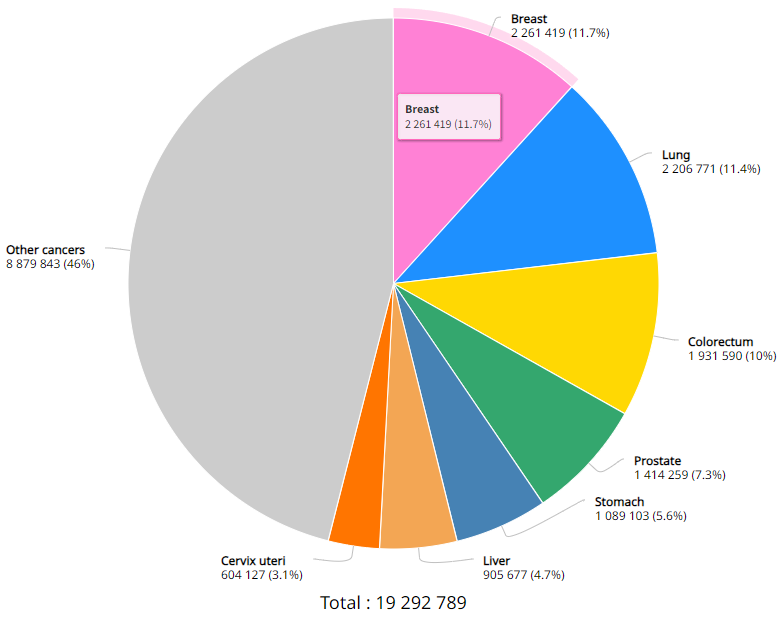 Breast
2 261 419 (11.7%)
Breast
2 261 419 (11.7%)
Lung
2 206 771 (11.4%)
Other cancers
8 879 843 (46%)
Colorectum
1 931 590 (10%)
Prostate
1 414 259 (7.3%)
Stomach
1 089 103 (5.6%)
Cervix uteri
604 127 (3.1%)
Liver
905 677 (4.7%)
Total : 19 292 789